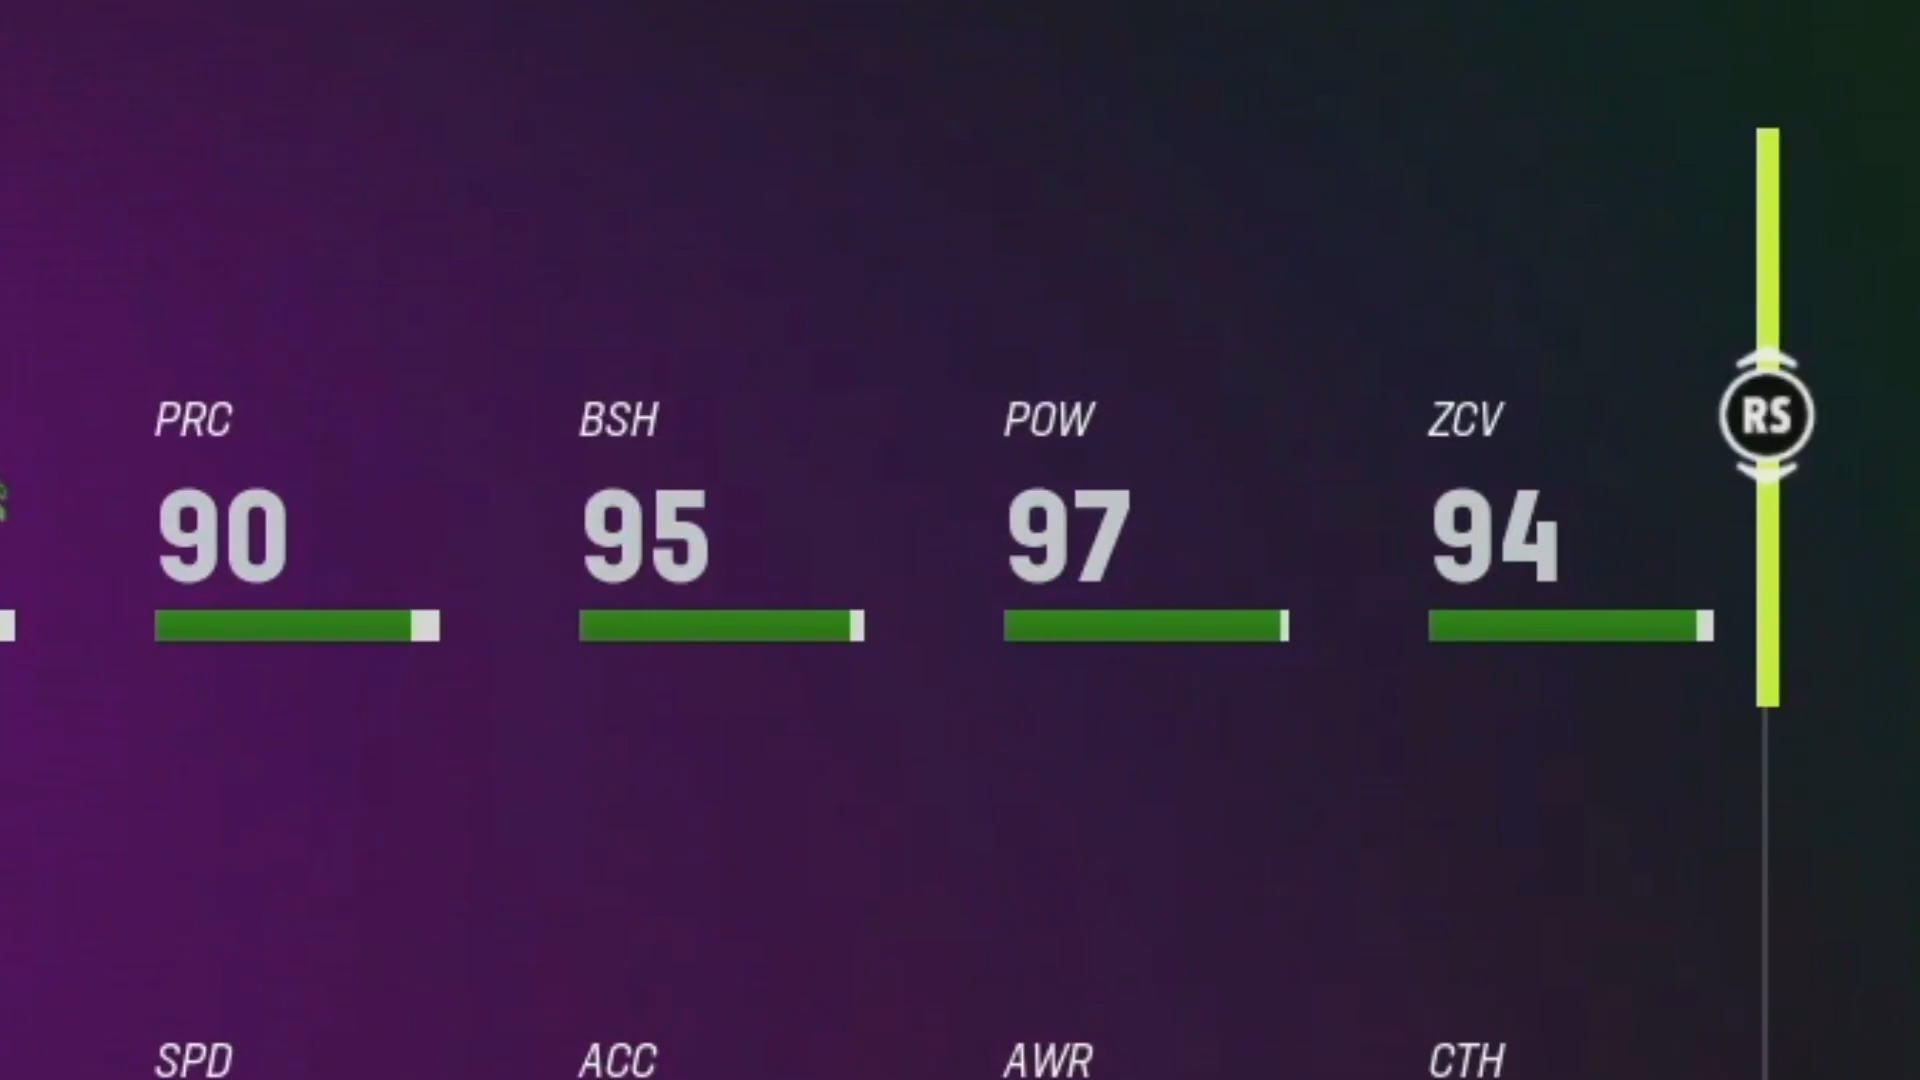 PRC BSH POW ZCV
RS
90 95 97 94
SPD ACC AWR CTH